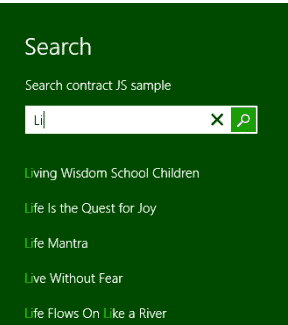 Search
Search contract JS sample
Li
Living Wisdom School Children
Life Is the Quest for Joy
Life Mantra
Live Without Fear
Life Flows On Like a River